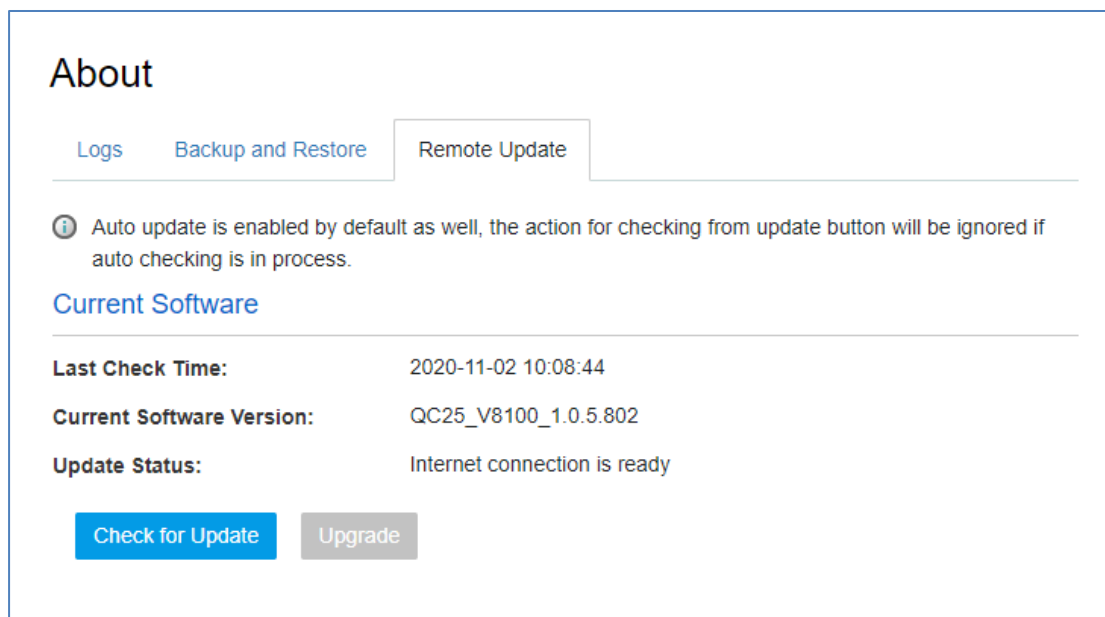 About
Logs Backup and Restore Remote Update
Auto update is enabled by default as well, the action for checking from update button will be ignored if
auto checking is in process.
Current Software
Last Check Time: 2020-11-02 10:08:44
Current Software Version: QC25_V8100_1.0.5.802
Update Status: Internet connection is ready
Check for Update Upgrade